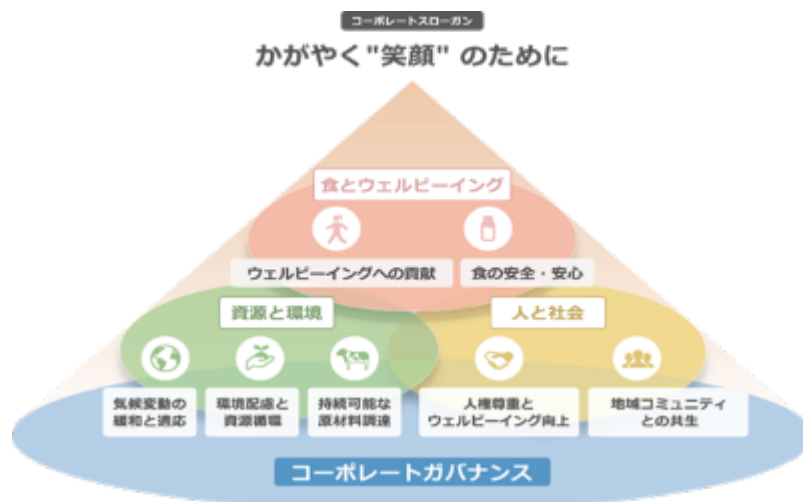 コーポレートスローガン
かがやく"笑顔" のために
食とウェルビーイング
ウェルビーイングへの貢献
食の安全・安心
資源と環境
気候変動の
緩和と適応
環境配慮と
資源循環
持続可能な
原材料調達
人と社会
人権尊重と
ウェルビーイング向上
地域コミュニティ
との共生
コーポレートガバナンス